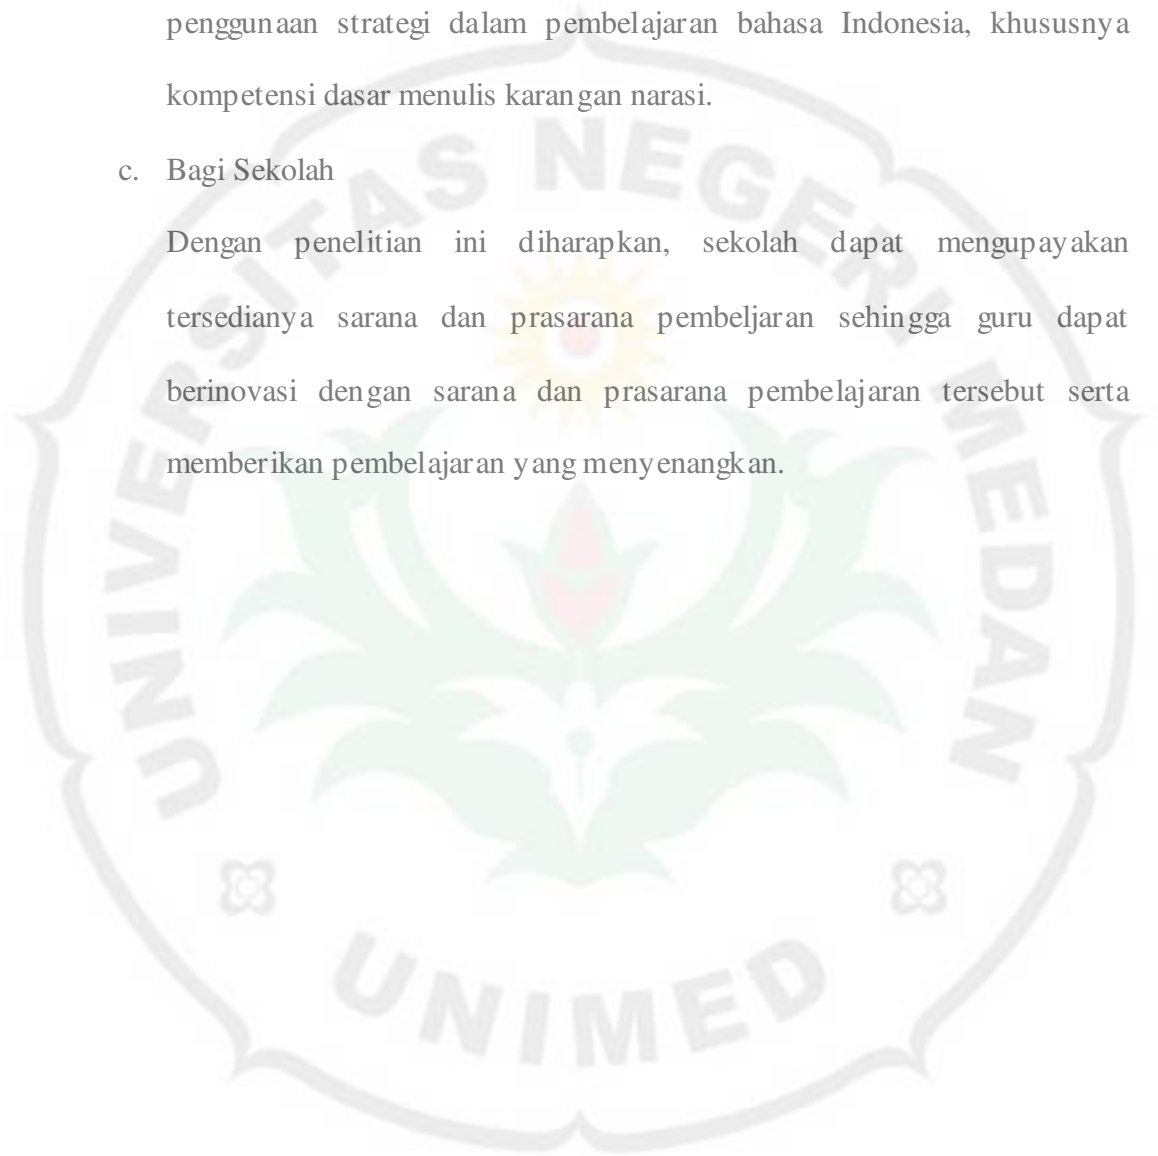 penggunaan strategi dalam pembelajaran bahasa Indonesia, khususnya
kompetensi dasar menulis karangan narasi.
c. Bagi Sekolah
Dengan penelitian ini diharapkan, sekolah dapat mengupayakan
tersedianya sarana dan prasarana pembeljaran sehingga guru dapat
berinovasi dengan sarana dan prasarana pembelajaran tersebut serta
memberikan pembelajaran yang menyenangkan.
UNIVERSITAS NEGERI MEDAN
UNIMED